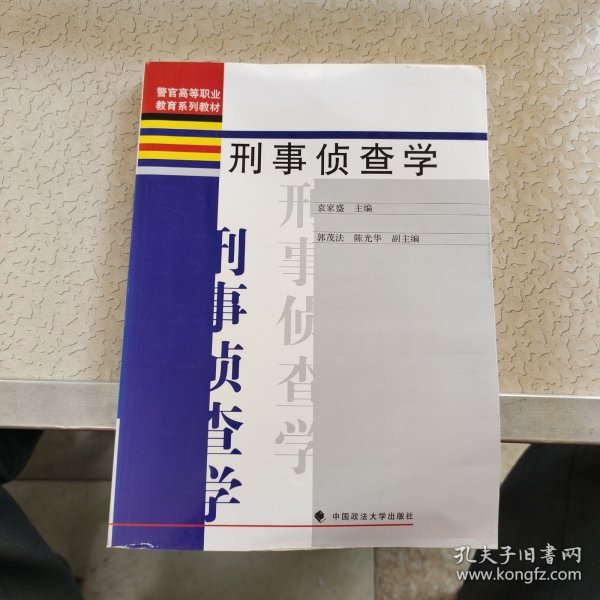 警官高等职业
教育系列教材
刑事侦查学
刑事侦查学
刑事侦查学
袁家盛 主编
郭茂法 陈光华 副主编
中国政法大学出版社
孔夫子旧书网
www.kongfz.com